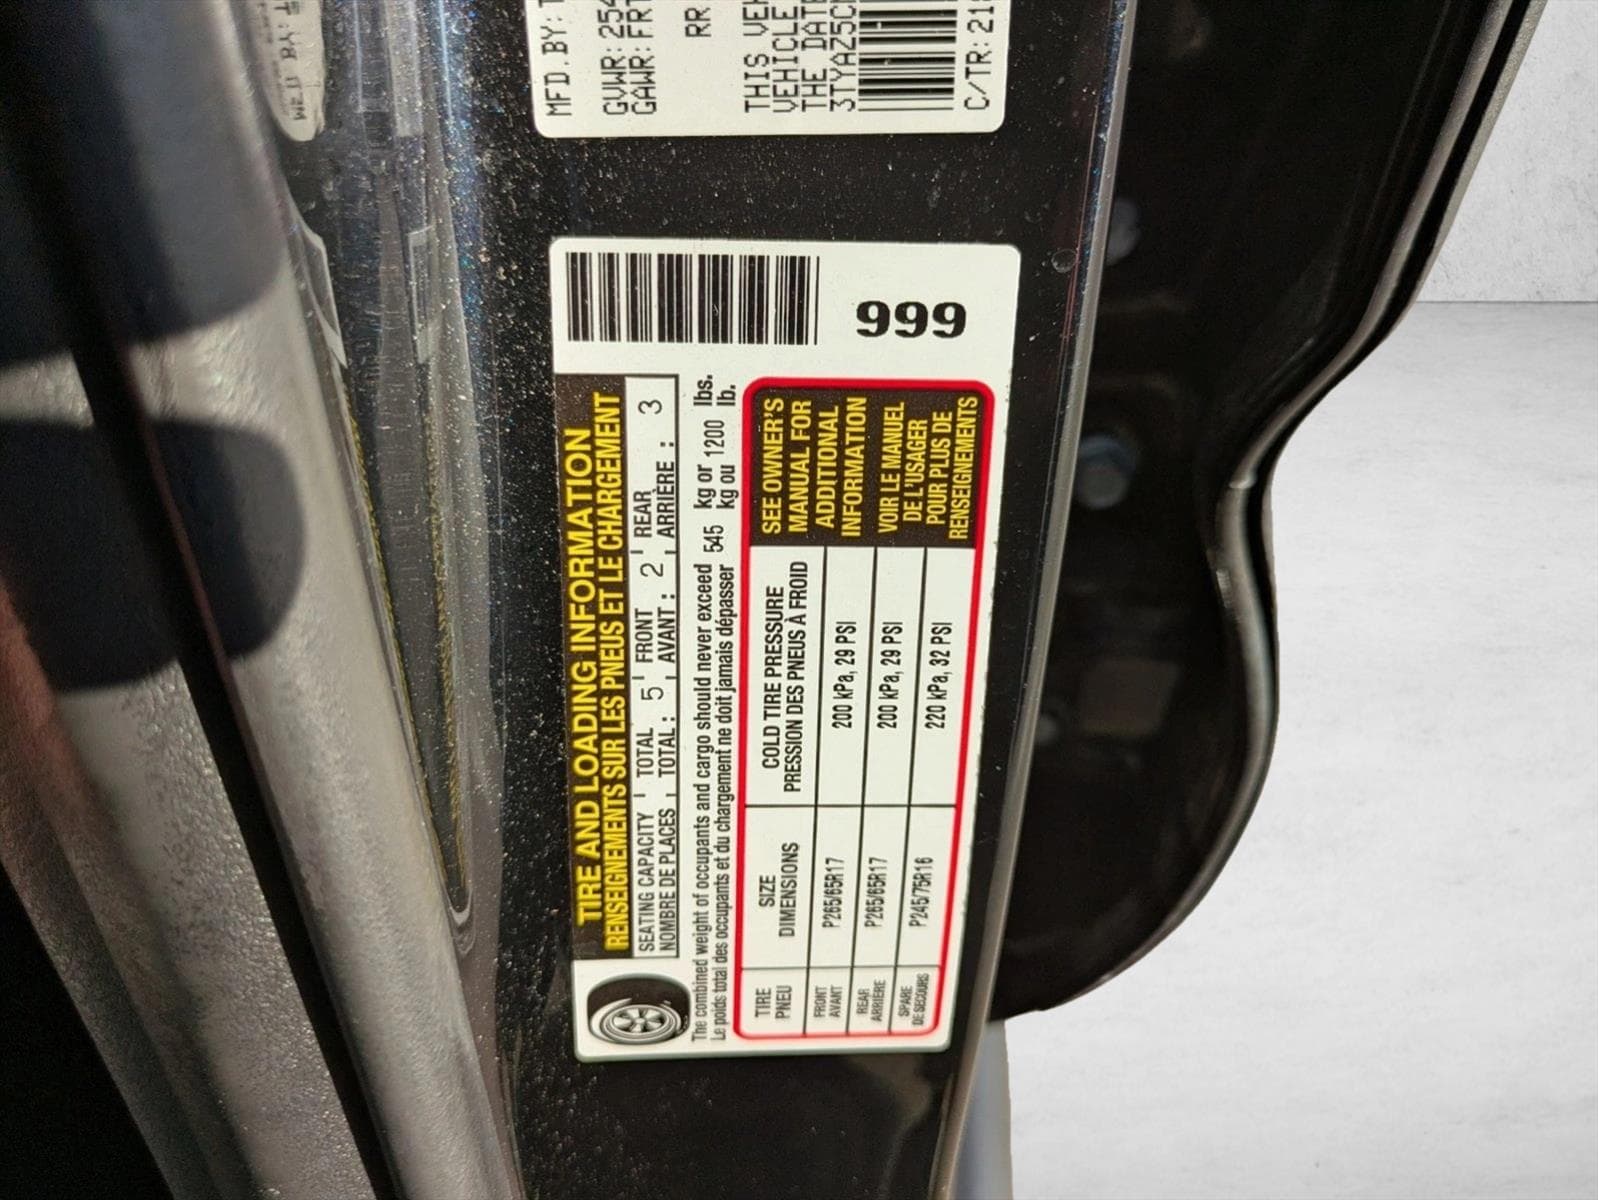 MFD.BY:
GVWR: 254
GAWR: FRT
RR
THIS VEH
VEHICLE
THE DATE
3TYAZ5C
C/TR: 21
999
TIRE AND LOADING INFORMATION
RENSEIGNEMENTS SUR LES PNEUS ET LE CHARGEMENT
SEATING CAPACITY TOTAL 5 FRONT 2 REAR 3
NOMBRE DE PLACES TOTAL : AVANT : ARRIÈRE :
The combined weight of occupants and cargo should never exceed 545 kg or 1200 lbs.
Le poids total des occupants et du chargement ne doit jamais dépasser kg ou lb.
TIRE SIZE COLD TIRE PRESSURE
PNEU DIMENSIONS PRESSION DES PNEUS À FROID
FRONT
AVANT P265/65R17 200 kPa, 29 PSI
REAR
ARRIÈRE P265/65R17 200 kPa, 29 PSI
SPARE
DE SECOURS P245/75R16 220 kPa, 32 PSI
SEE OWNER'S
MANUAL FOR
ADDITIONAL
INFORMATION
VOIR LE MANUEL
DE L'USAGER
POUR PLUS DE
RENSEIGNEMENTS